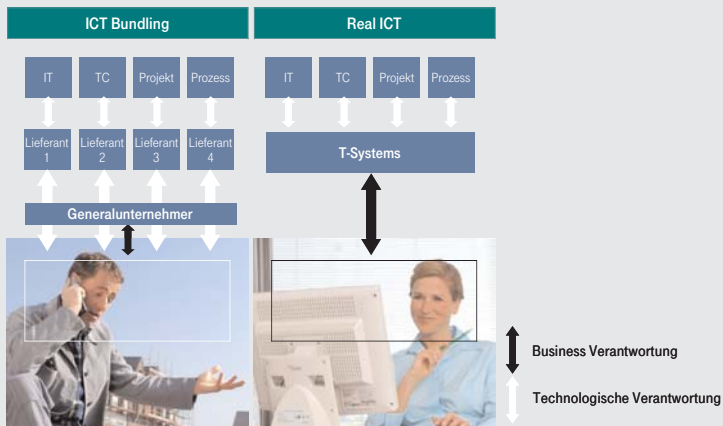 ICT Bundling
IT
TC
Projekt
Prozess
Lieferant
1
Lieferant
2
Lieferant
3
Lieferant
4
Generalunternehmer
Real ICT
IT
TC
Projekt
Prozess
T-Systems
Business Verantwortung
Technologische Verantwortung